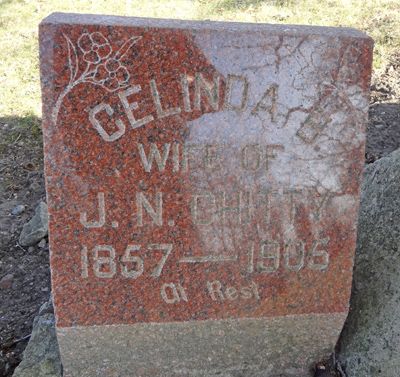 CELINDA B.
WIFE OF
J. N. CHITTY
1857—1905
At Rest